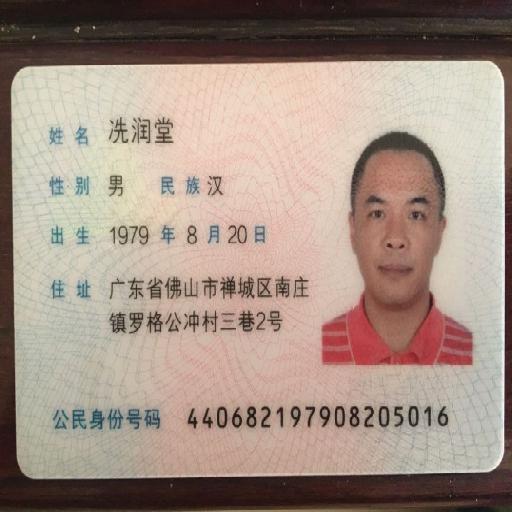 姓名 冼润堂
性别 男 民族 汉
出生 1979 年 8 月 20 日
住址 广东省佛山市禅城区南庄
镇罗格公冲村三巷2号
公民身份号码 440682197908205016